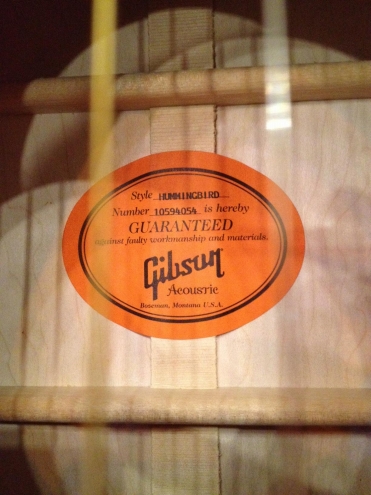 Style HUMMINGBIRD
Number 10594054 is hereby
GUARANTEED
against faulty workmanship and materials.
Gibson
Acoustic
Bozeman, Montana U.S.A.